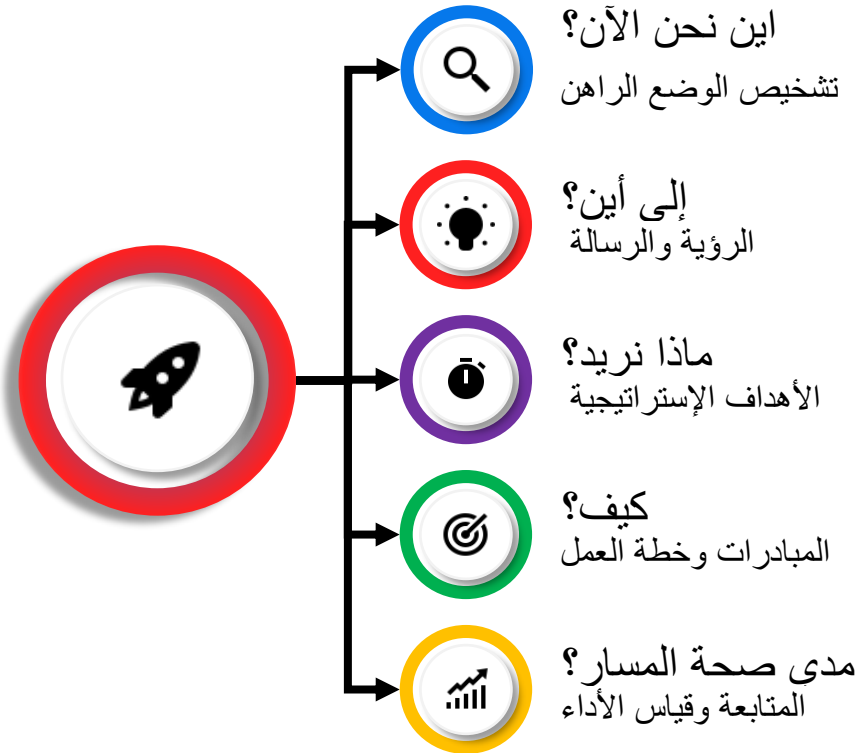 اين نحن الآن؟
تشخيص الوضع الراهن
إلى أين؟
الرؤية والرسالة
ماذا نريد؟
الأهداف الإستراتيجية
كيف؟
المبادرات وخطة العمل
مدى صحة المسار؟
المتابعة وقياس الأداء